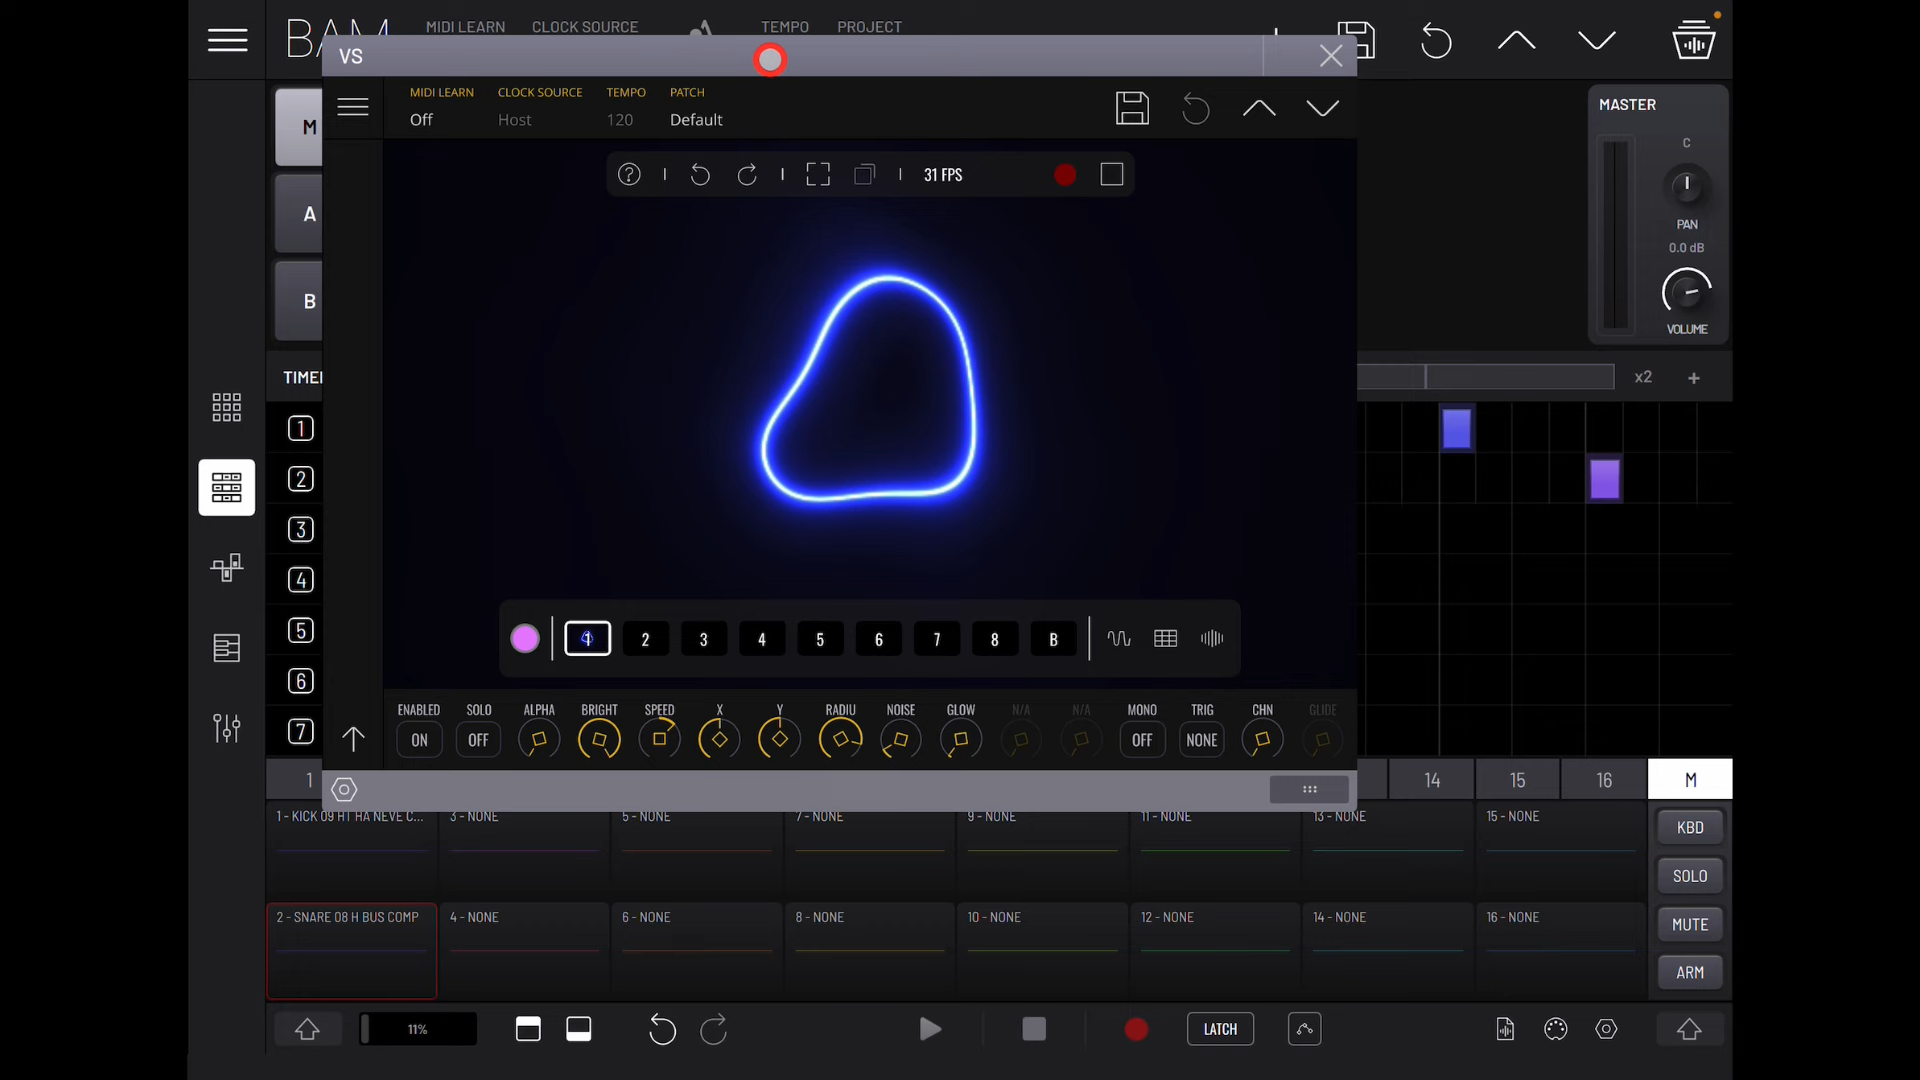 BAM
MIDI LEARN CLOCK SOURCE TEMPO PROJECT
VS
MIDI LEARN CLOCK SOURCE TEMPO PATCH
Off Host 120 Default
31 FPS
M
A
B
MASTER
C
PAN
0.0 dB
VOLUME
x2 +
1
2
3
4
5
6
7
1 2 3 4 5 6 7 8 B
ENABLED SOLO ALPHA BRIGHT SPEED X Y RADIU NOISE GLOW N/A N/A MONO TRIG CHN GLIDE
ON OFF OFF NONE
1 14 15 16 M
1 - KICK 09 HT HA NEVE C... 3 - NONE 5 - NONE 7 - NONE 9 - NONE 11 - NONE 13 - NONE 15 - NONE
2 - SNARE 08 H BUS COMP 4 - NONE 6 - NONE 8 - NONE 10 - NONE 12 - NONE 14 - NONE 16 - NONE
KBD
SOLO
MUTE
ARM
11% LATCH